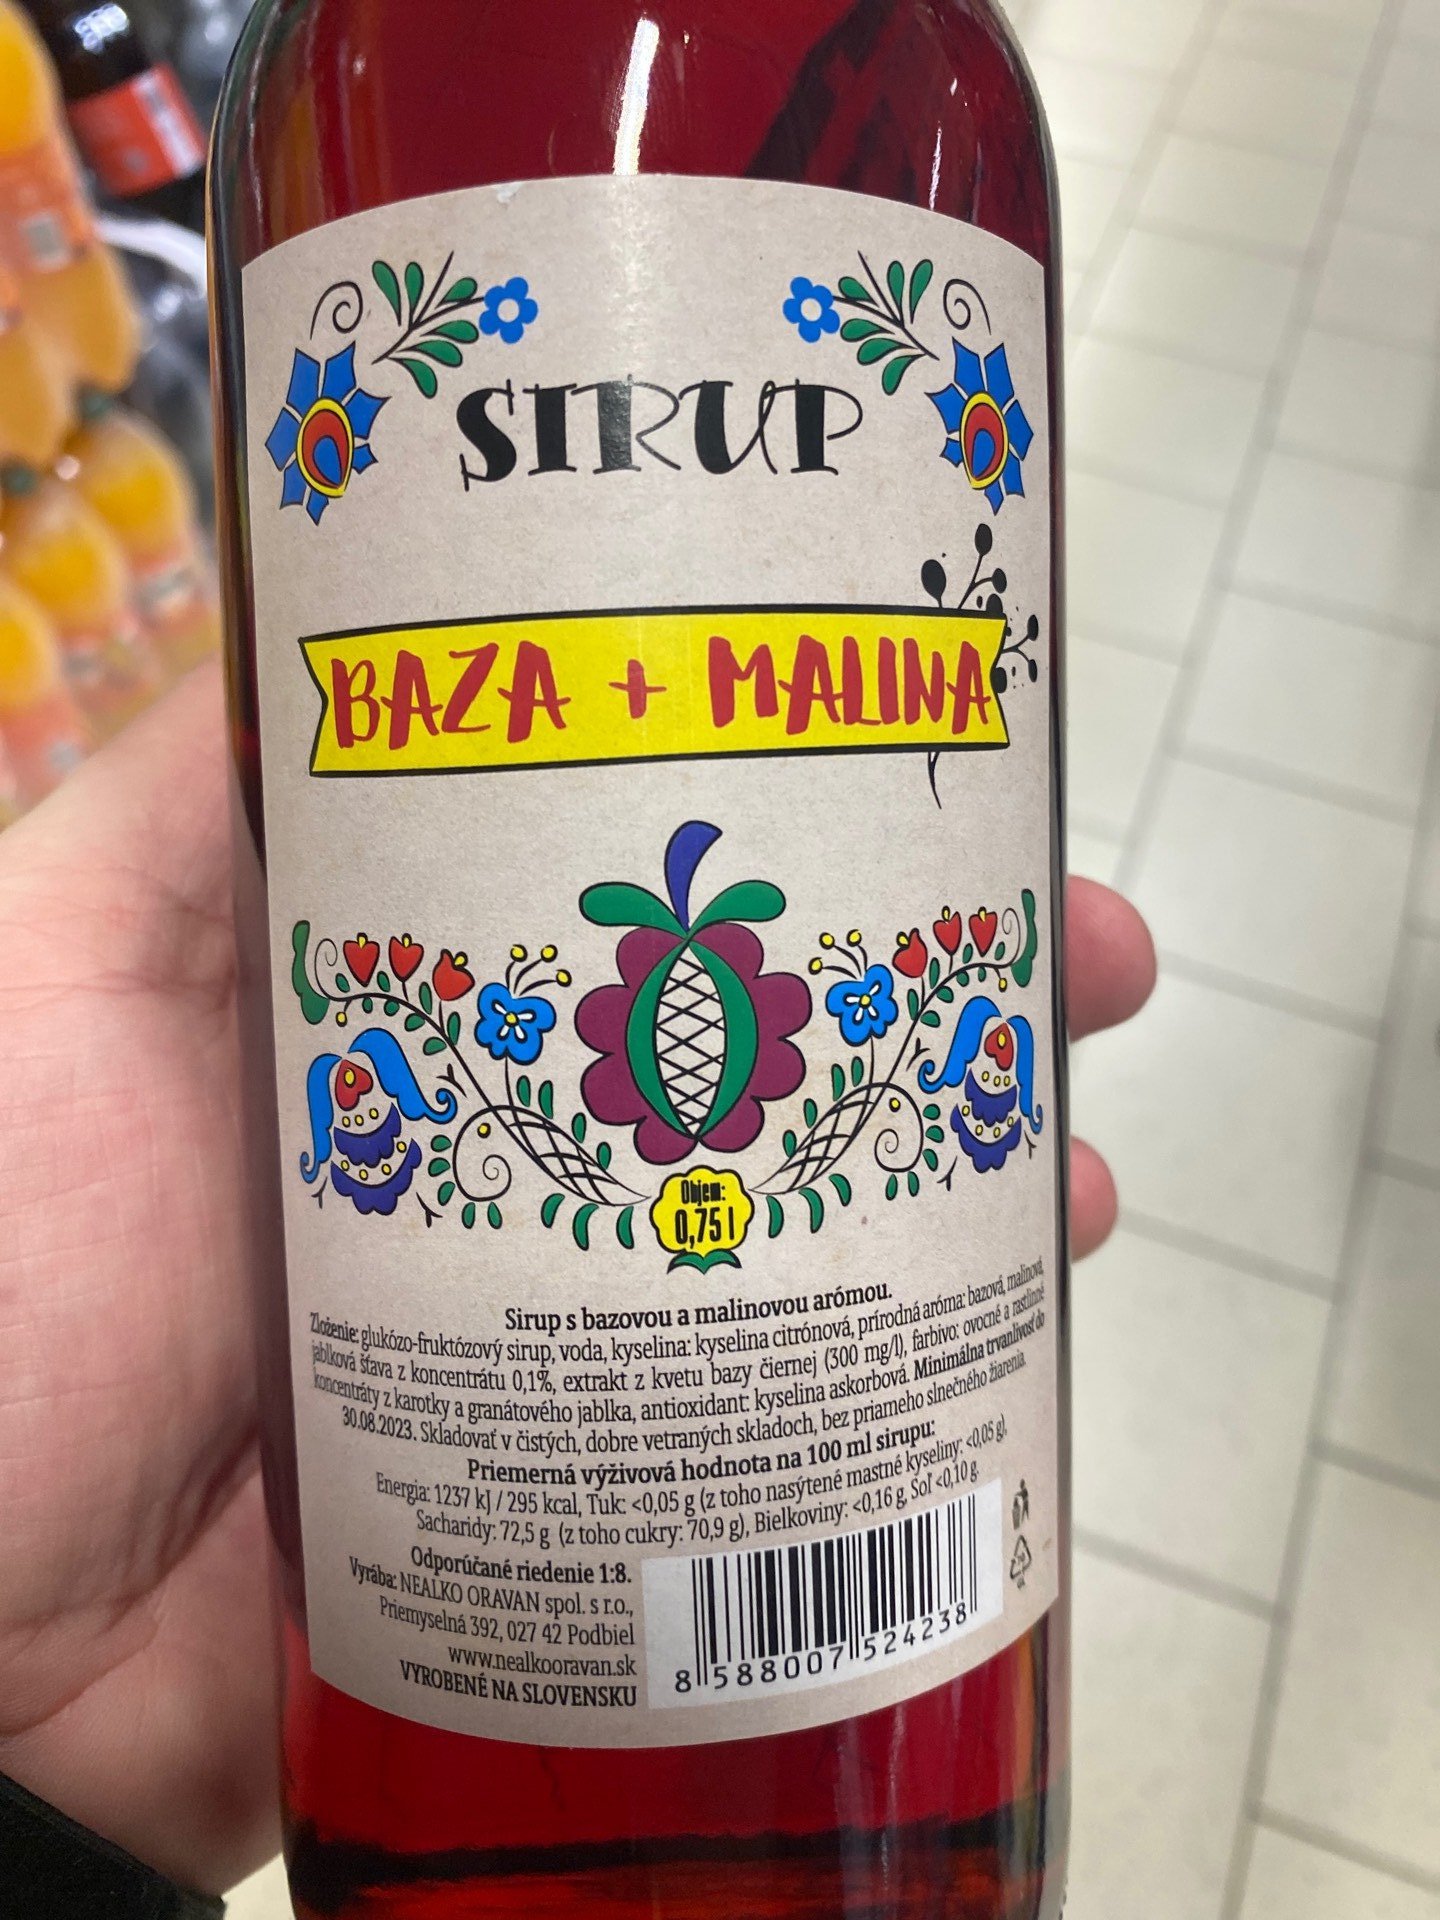 SIRUP
BAZA + MALINA
Objem:
0,75 l
Sirup s bazovou a malinovou arómou.
Zloženie: glukózo-fruktózový sirup, voda, kyselina: kyselina citrónová, prírodná aróma: bazová, malinová,
jablková šťava z koncentrátu 0,1%, extrakt z kvetu bazy čiernej (300 mg/l), farbivo: ovocné a rastlinné
koncentráty z karotky a granátového jablka, antioxidant: kyselina askorbová. Minimálna trvanlivosť do
30.08.2023. Skladovať v čistých, dobre vetraných skladoch, bez priameho slnečného žiarenia.
Priemerná výživová hodnota na 100 ml sirupu:
Energia: 1237 kJ / 295 kcal, Tuk: <0,05 g (z toho nasýtené mastné kyseliny: <0,05 g),
Sacharidy: 72,5 g (z toho cukry: 70,9 g), Bielkoviny: <0,16 g, Soľ <0,10 g.
Odporúčané riedenie 1:8.
Vyrába: NEALKO ORAVAN spol. s r.o.,
Priemyselná 392, 027 42 Podbiel
www.nealkooravan.sk
VYROBENÉ NA SLOVENSKU
8 588007 524238